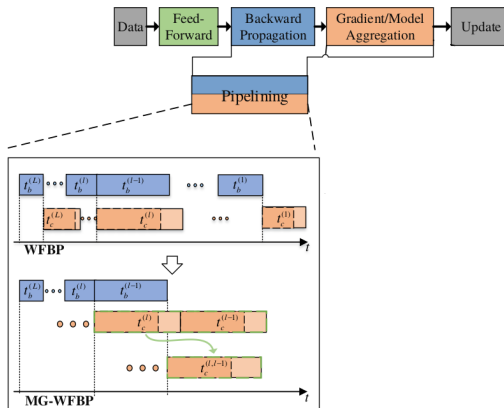 Data
Feed-
Forward
Backward
Propagation
Gradient/Model
Aggregation
Update
Pipelining
t_b^{(L)} t_b^{(l)} t_b^{(l-1)} t_b^{(1)}
t_c^{(L)} t_c^{(l)} t_c^{(1)}
WFBP
t
t_b^{(L)} t_b^{(l)} t_b^{(l-1)}
t_c^{(l)} t_c^{(l-1)}
t_c^{(l,l-1)}
MG-WFBP
t